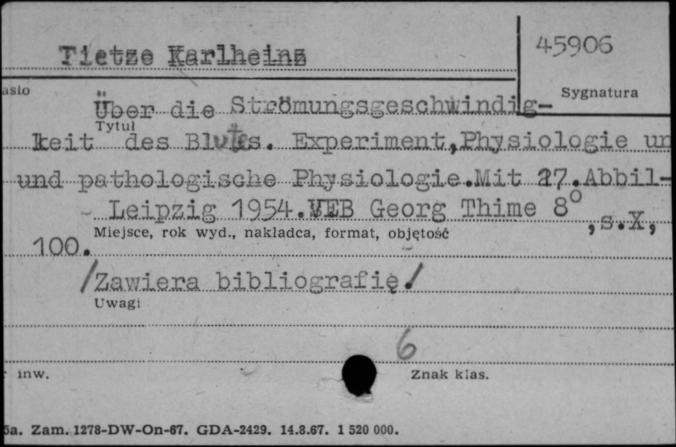 Tietze Karlheinz
45906
asło
Sygnatura
Über die Strömungsgeschwindig-
Tytuł
keit des Blutes. Experiment,Physiologie un
und pathologische Physiologie.Mit 27.Abbil-
- Leipzig 1954.VEB Georg Thime 8⁰ ,s.X,
Miejsce, rok wyd., nakładca, format, objętość
100.
/Zawiera bibliografię/
Uwagi
6
inw.
Znak klas.
5a. Zam. 1278-DW-On-67. GDA-2429. 14.8.67. 1 520 000.